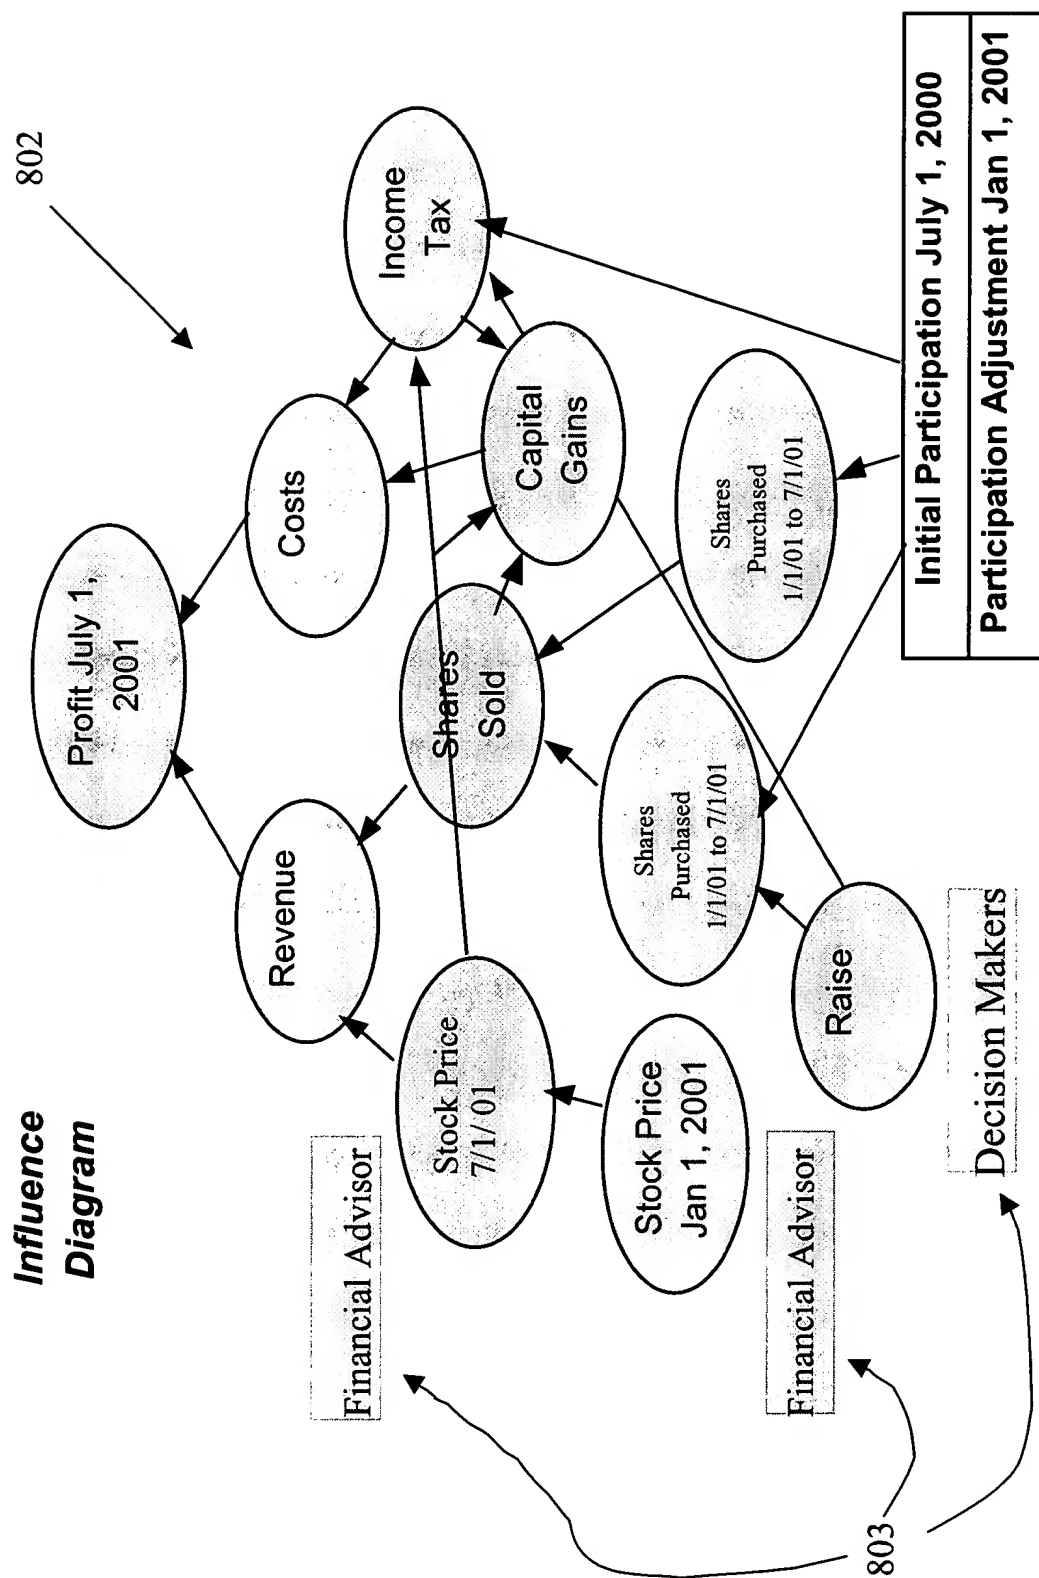 Influence
Diagram
802
Profit July 1,
2001
Revenue
Costs
Financial Advisor
Stock Price
7/1/ 01
Shares
Sold
Income
Tax
Capital
Gains
Stock Price
Jan 1, 2001
Shares
Purchased
1/1/01 to 7/1/01
Shares
Purchased
1/1/01 to 7/1/01
Financial Advisor
Raise
803
Decision Makers
Initial Participation July 1, 2000
Participation Adjustment Jan 1, 2001